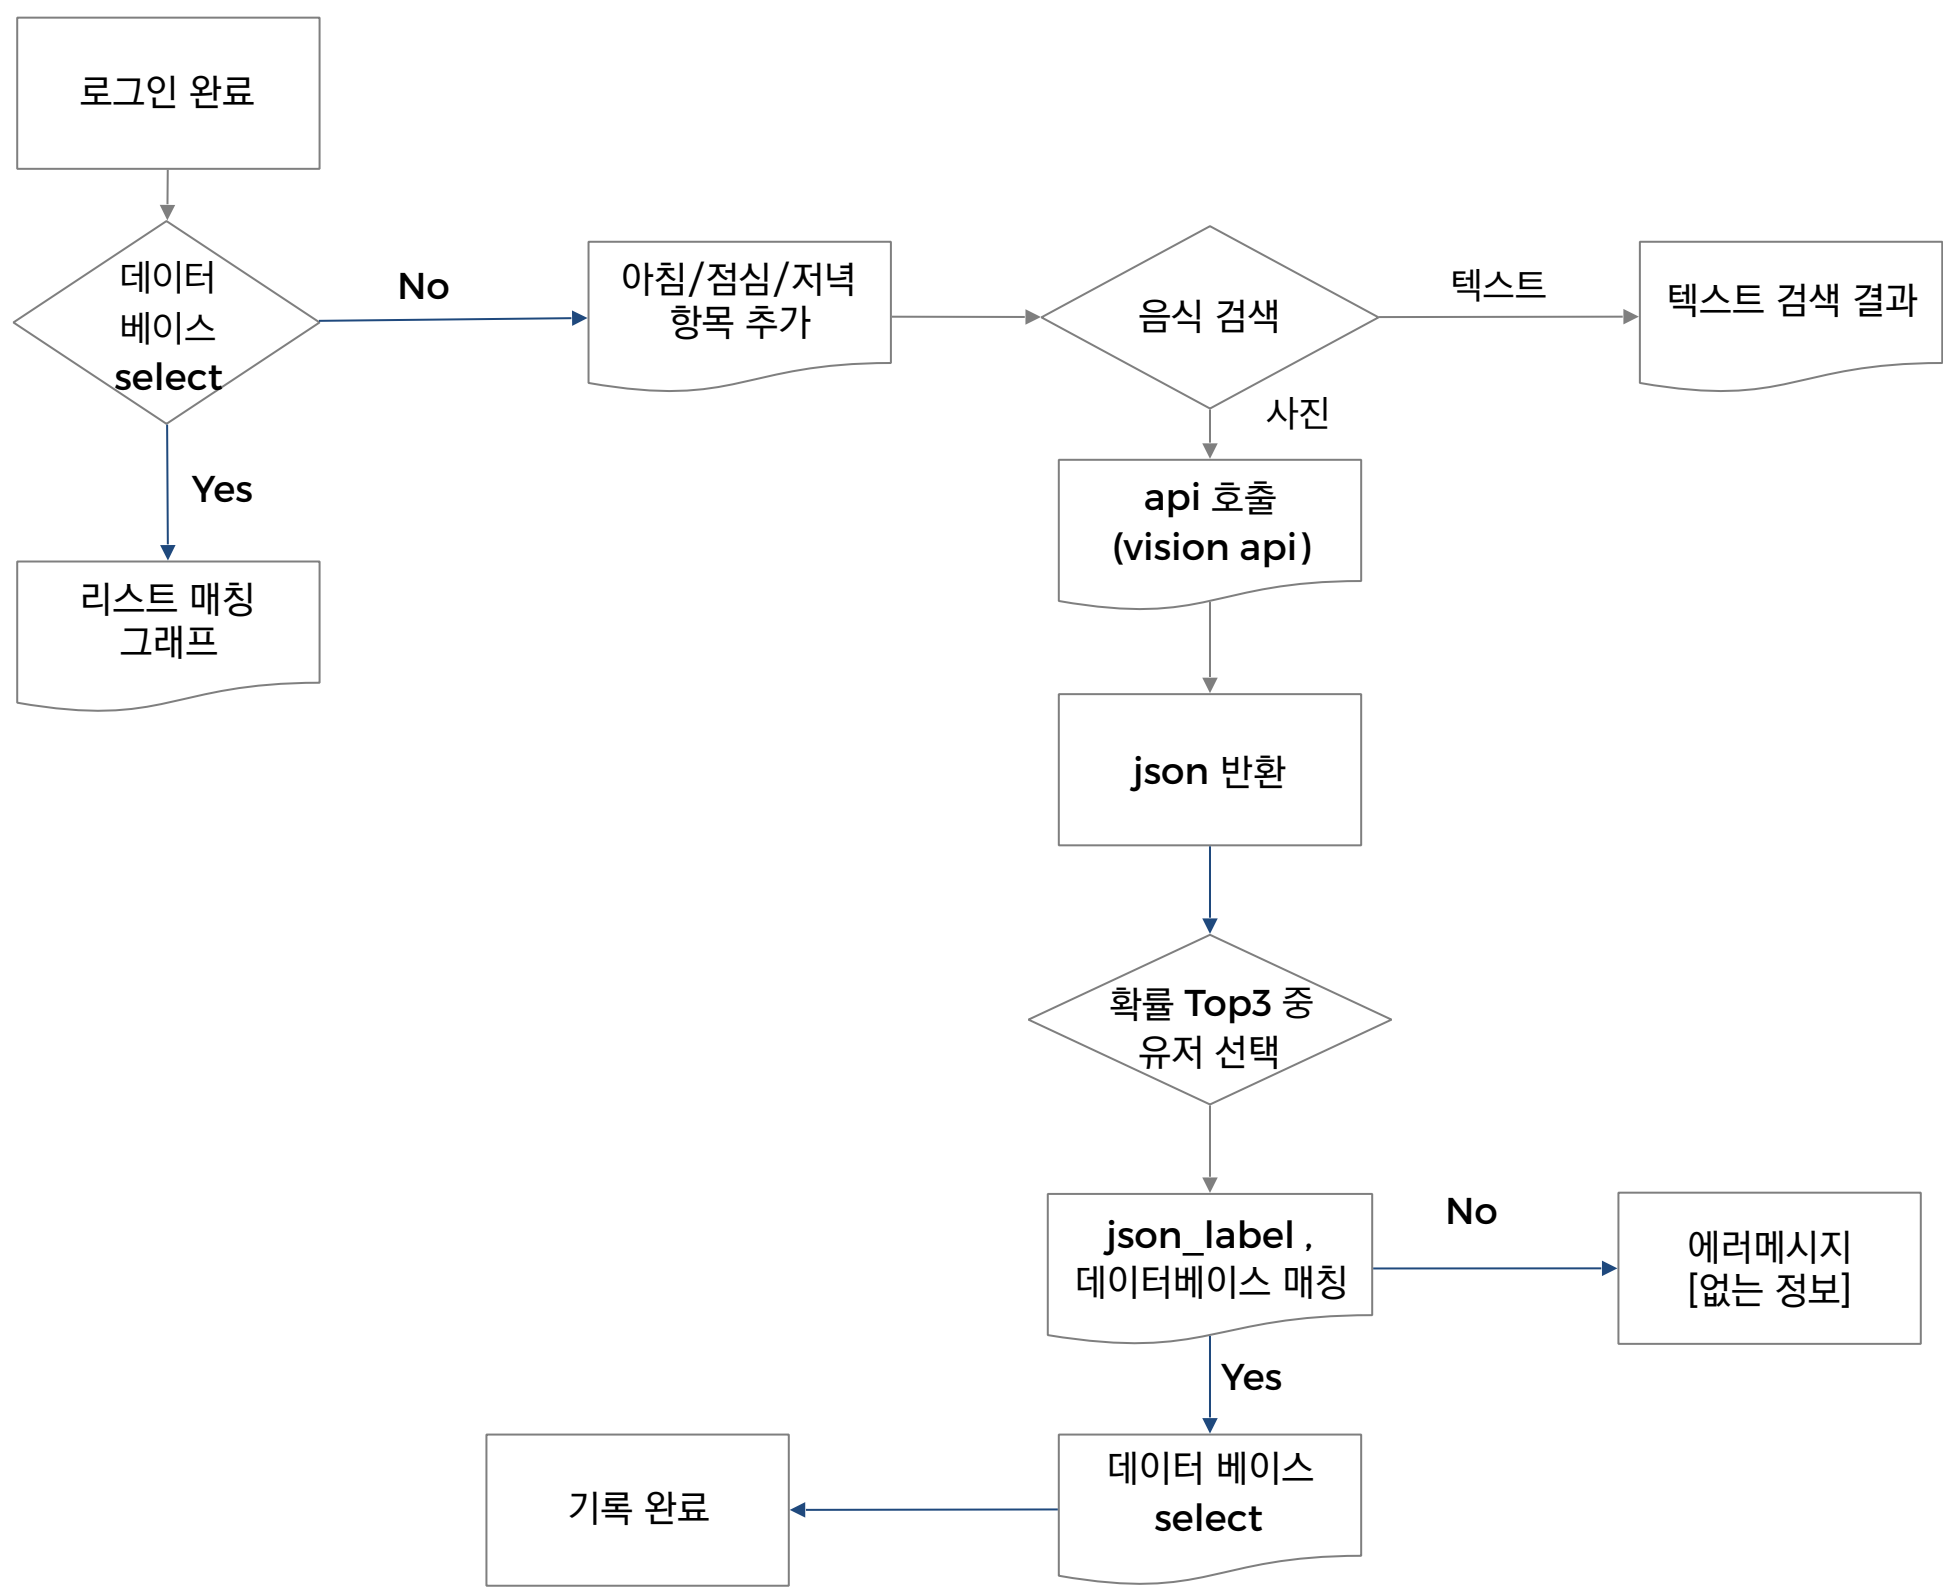 로그인 완료
데이터
베이스
select
No
Yes
리스트 매칭
그래프
아침/점심/저녁
항목 추가
음식 검색
텍스트
텍스트 검색 결과
사진
api 호출
(vision api)
json 반환
확률 Top3 중
유저 선택
json_label ,
데이터베이스 매칭
No
에러메시지
[없는 정보]
Yes
데이터 베이스
select
기록 완료